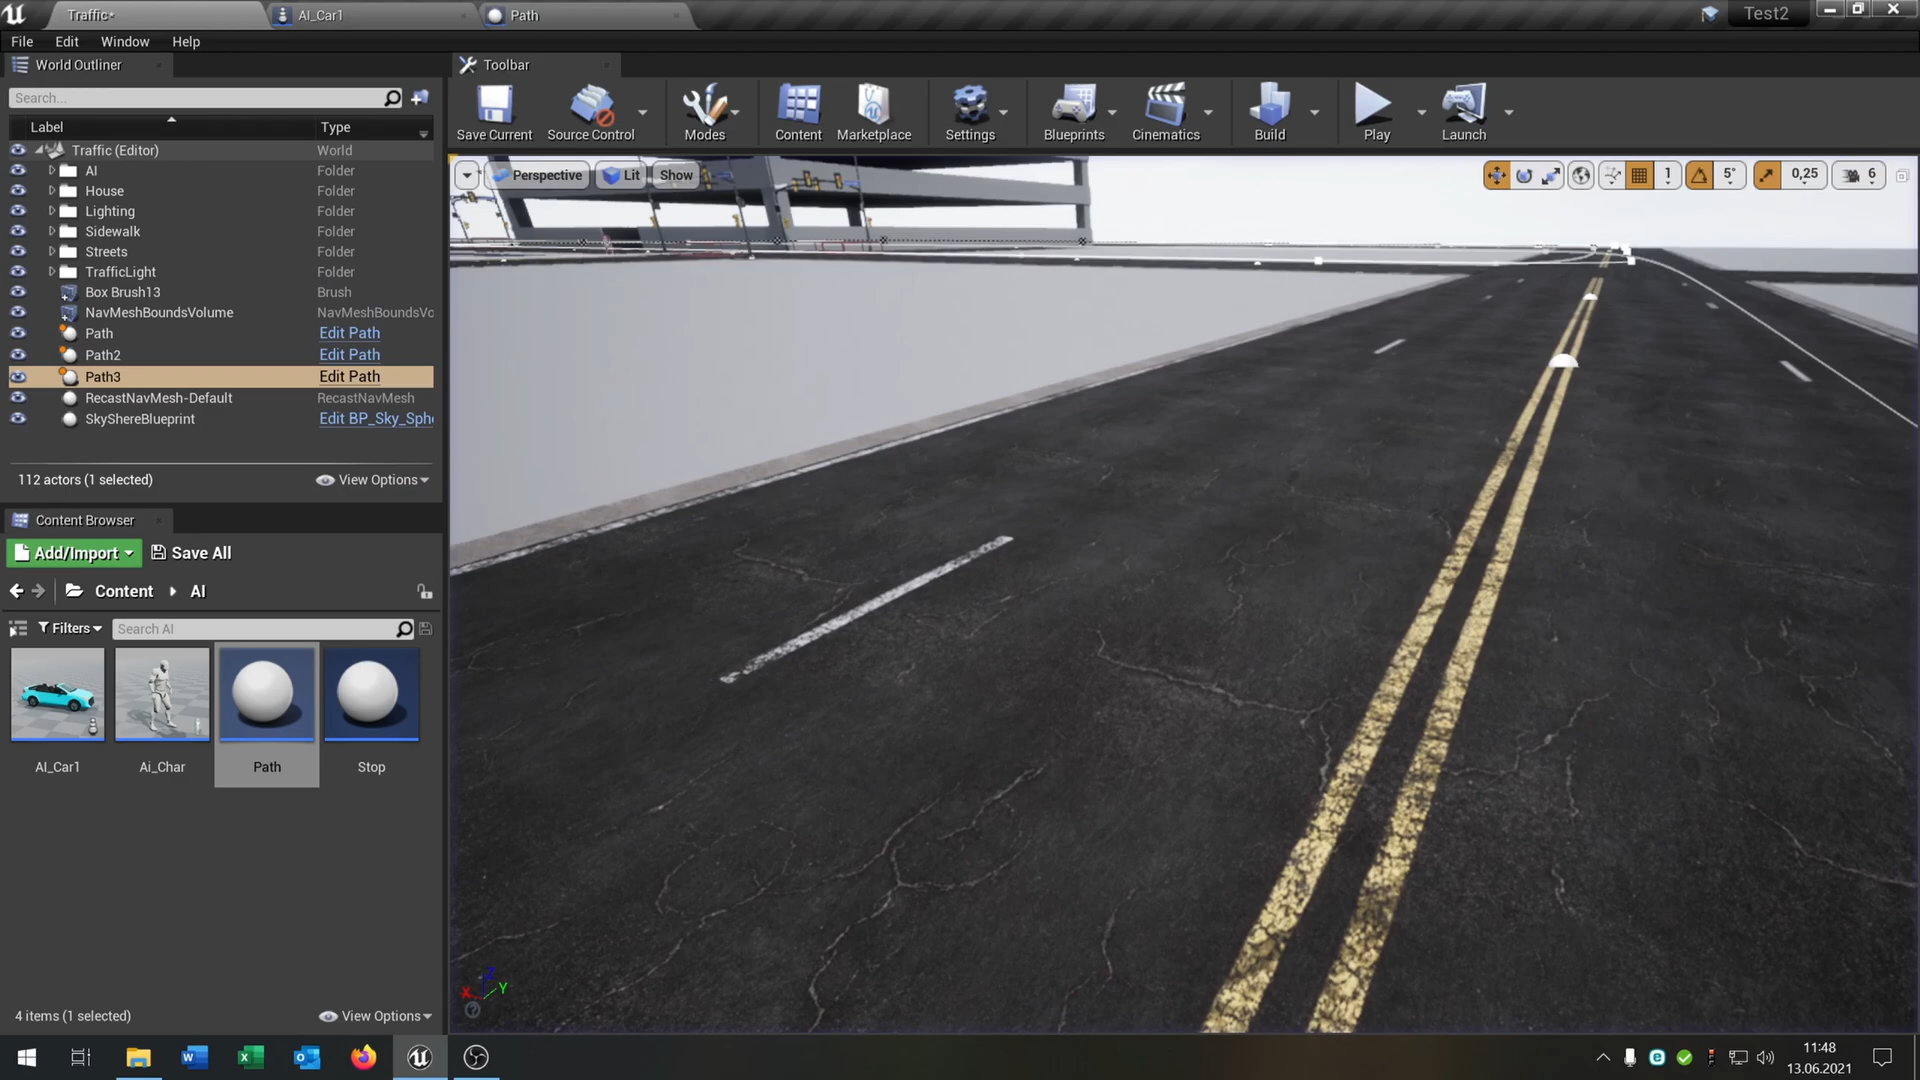 Traffic*
AI_Car1
Path
Test2
File Edit Window Help
World Outliner
Toolbar
Search...
Label Type
Traffic (Editor) World
AI Folder
House Folder
Lighting Folder
Sidewalk Folder
Streets Folder
TrafficLight Folder
Box Brush13 Brush
NavMeshBoundsVolume NavMeshBoundsVo
Path Edit Path
Path2 Edit Path
Path3 Edit Path
RecastNavMesh-Default RecastNavMesh
SkyShereBlueprint Edit BP_Sky_Sphe
112 actors (1 selected) View Options
Save Current Source Control Modes Content Marketplace Settings Blueprints Cinematics Build Play Launch
Perspective Lit Show
1 5° 0,25 6
Content Browser
Add/Import Save All
Content AI
Filters Search AI
AI_Car1 Ai_Char Path Stop
4 items (1 selected) View Options
X Y Z
11:48
13.06.2021